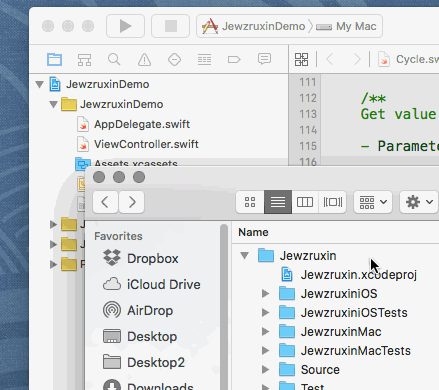 JewzruxinDemo 〉 My Mac
Cycle.sw
JewzruxinDemo
JewzruxinDemo
AppDelegate.swift
ViewController.swift
Assets.xcassets
111
112 /**
113 Get value
114
115 - Paramete
116
Favorites
Dropbox
iCloud Drive
AirDrop
Desktop
Desktop2
Downloads
Name
Jewzruxin
Jewzruxin.xcodeproj
JewzruxiniOS
JewzruxiniOSTests
JewzruxinMac
JewzruxinMacTests
Source
Test